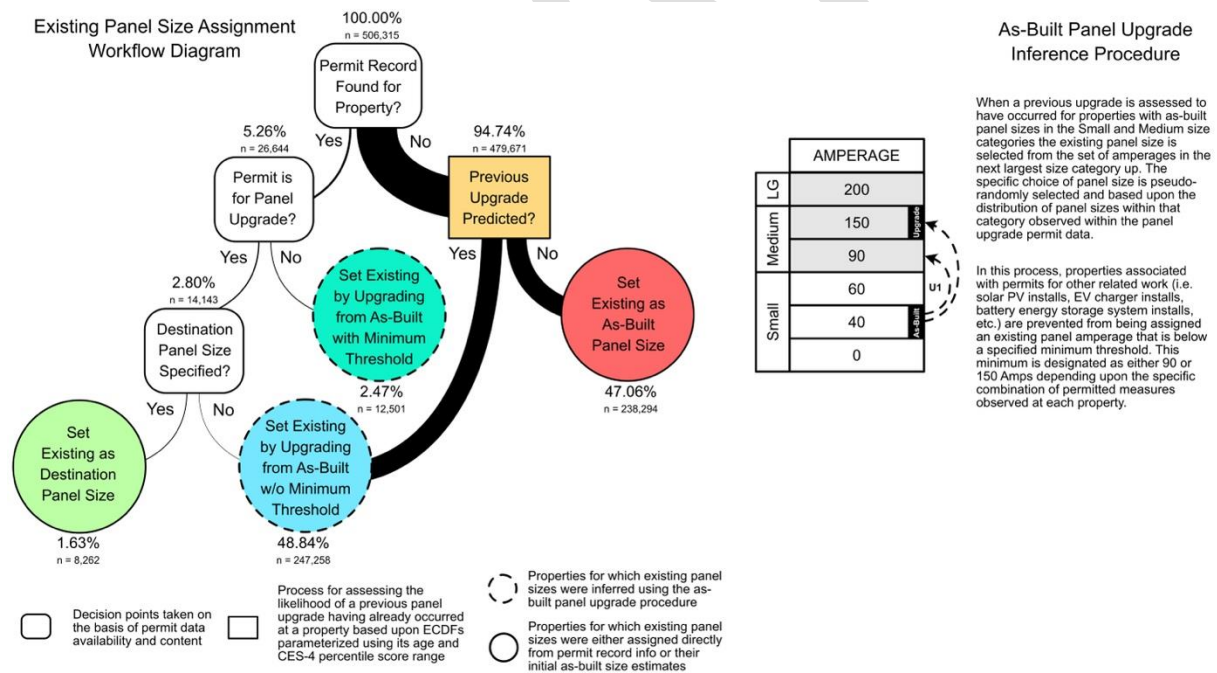 Existing Panel Size Assignment
Workflow Diagram
100.00%
n = 506,315
Permit Record
Found for
Property?
Yes
No
5.26%
n = 26,644
94.74%
n = 479,671
Permit is
for Panel
Upgrade?
Previous
Upgrade
Predicted?
Yes
No
Yes
No
2.80%
n = 14,143
Destination
Panel Size
Specified?
Set Existing
by Upgrading
from As-Built
with Minimum
Threshold
2.47%
n = 12,501
Set
Existing as
As-Built
Panel Size
47.06%
n = 238,294
Yes
No
Set
Existing as
Destination
Panel Size
1.63%
n = 8,262
Set Existing
by Upgrading
from As-Built
w/o Minimum
Threshold
48.84%
n = 247,258
Decision points taken on
the basis of permit data
availability and content
Process for assessing the
likelihood of a previous panel
upgrade having already occurred
at a property based upon ECDFs
parameterized using its age and
CES-4 percentile score range
Properties for which existing panel
sizes were inferred using the as-
built panel upgrade procedure
Properties for which existing panel
sizes were either assigned directly
from permit record info or their
initial as-built size estimates
AMPERAGE
LG
200
Medium
150
Upgrade
90
Small
60
U1
40
As-Built
0
As-Built Panel Upgrade
Inference Procedure
When a previous upgrade is assessed to
have occurred for properties with as-built
panel sizes in the Small and Medium size
categories the existing panel size is
selected from the set of amperages in the
next largest size category up. The
specific choice of panel size is pseudo-
randomly selected and based upon the
distribution of panel sizes within that
category observed within the panel
upgrade permit data.
In this process, properties associated
with permits for other related work (i.e.
solar PV installs, EV charger installs,
battery energy storage system installs,
etc.) are prevented from being assigned
an existing panel amperage that is below
a specified minimum threshold. This
minimum is designated as either 90 or
150 Amps depending upon the specific
combination of permitted measures
observed at each property.